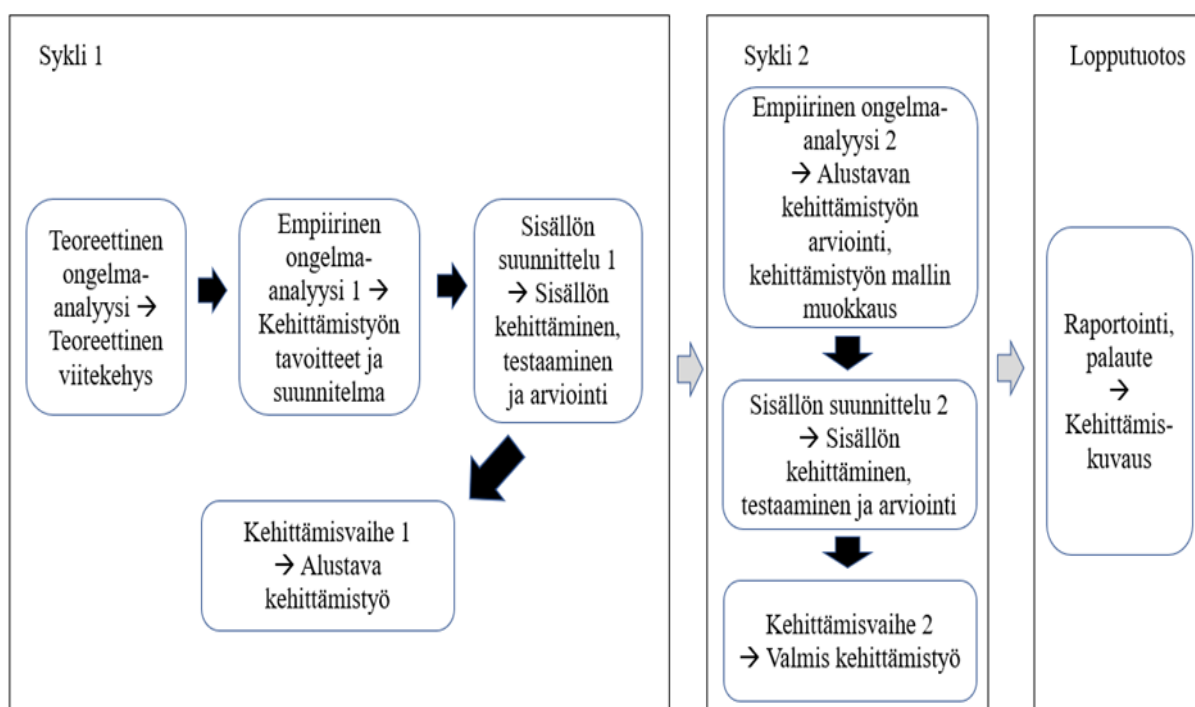 Sykli 1
Teoreettinen
ongelma-
analyysi →
Teoreettinen
viitekehys
Empiirinen
ongelma-
analyysi 1 →
Kehittämistyön
tavoitteet ja
suunnitelma
Sisällön
suunnittelu 1
→ Sisällön
kehittäminen,
testaaminen
ja arviointi
Kehittämisvaihe 1
→ Alustava
kehittämistyö
Sykli 2
Empiirinen ongelma-
analyysi 2
→ Alustavan
kehittämistyön
arviointi,
kehittämistyön mallin
muokkaus
Sisällön suunnittelu 2
→ Sisällön
kehittäminen,
testaaminen ja arviointi
Kehittämisvaihe 2
→ Valmis kehittämistyö
Lopputuotos
Raportointi,
palaute
→
Kehittämis-
kuvaus